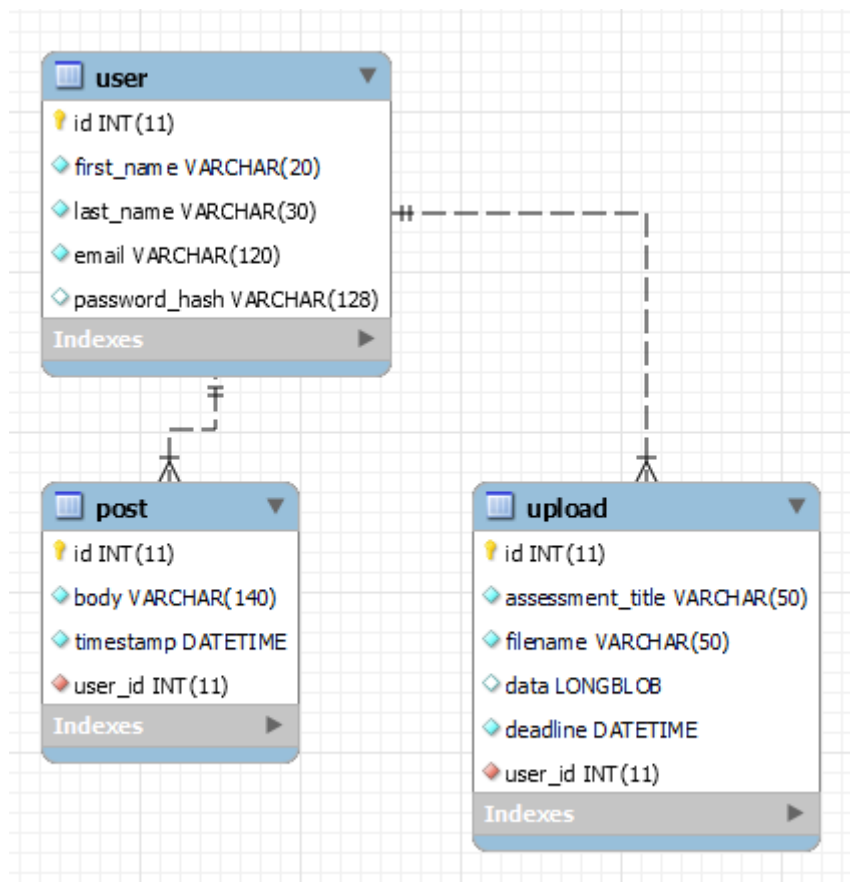 user
id INT(11)
first_name VARCHAR(20)
last_name VARCHAR(30)
email VARCHAR(120)
password_hash VARCHAR(128)
Indexes
post
id INT(11)
body VARCHAR(140)
timestamp DATETIME
user_id INT(11)
Indexes
upload
id INT(11)
assessment_title VARCHAR(50)
filename VARCHAR(50)
data LONGBLOB
deadline DATETIME
user_id INT(11)
Indexes